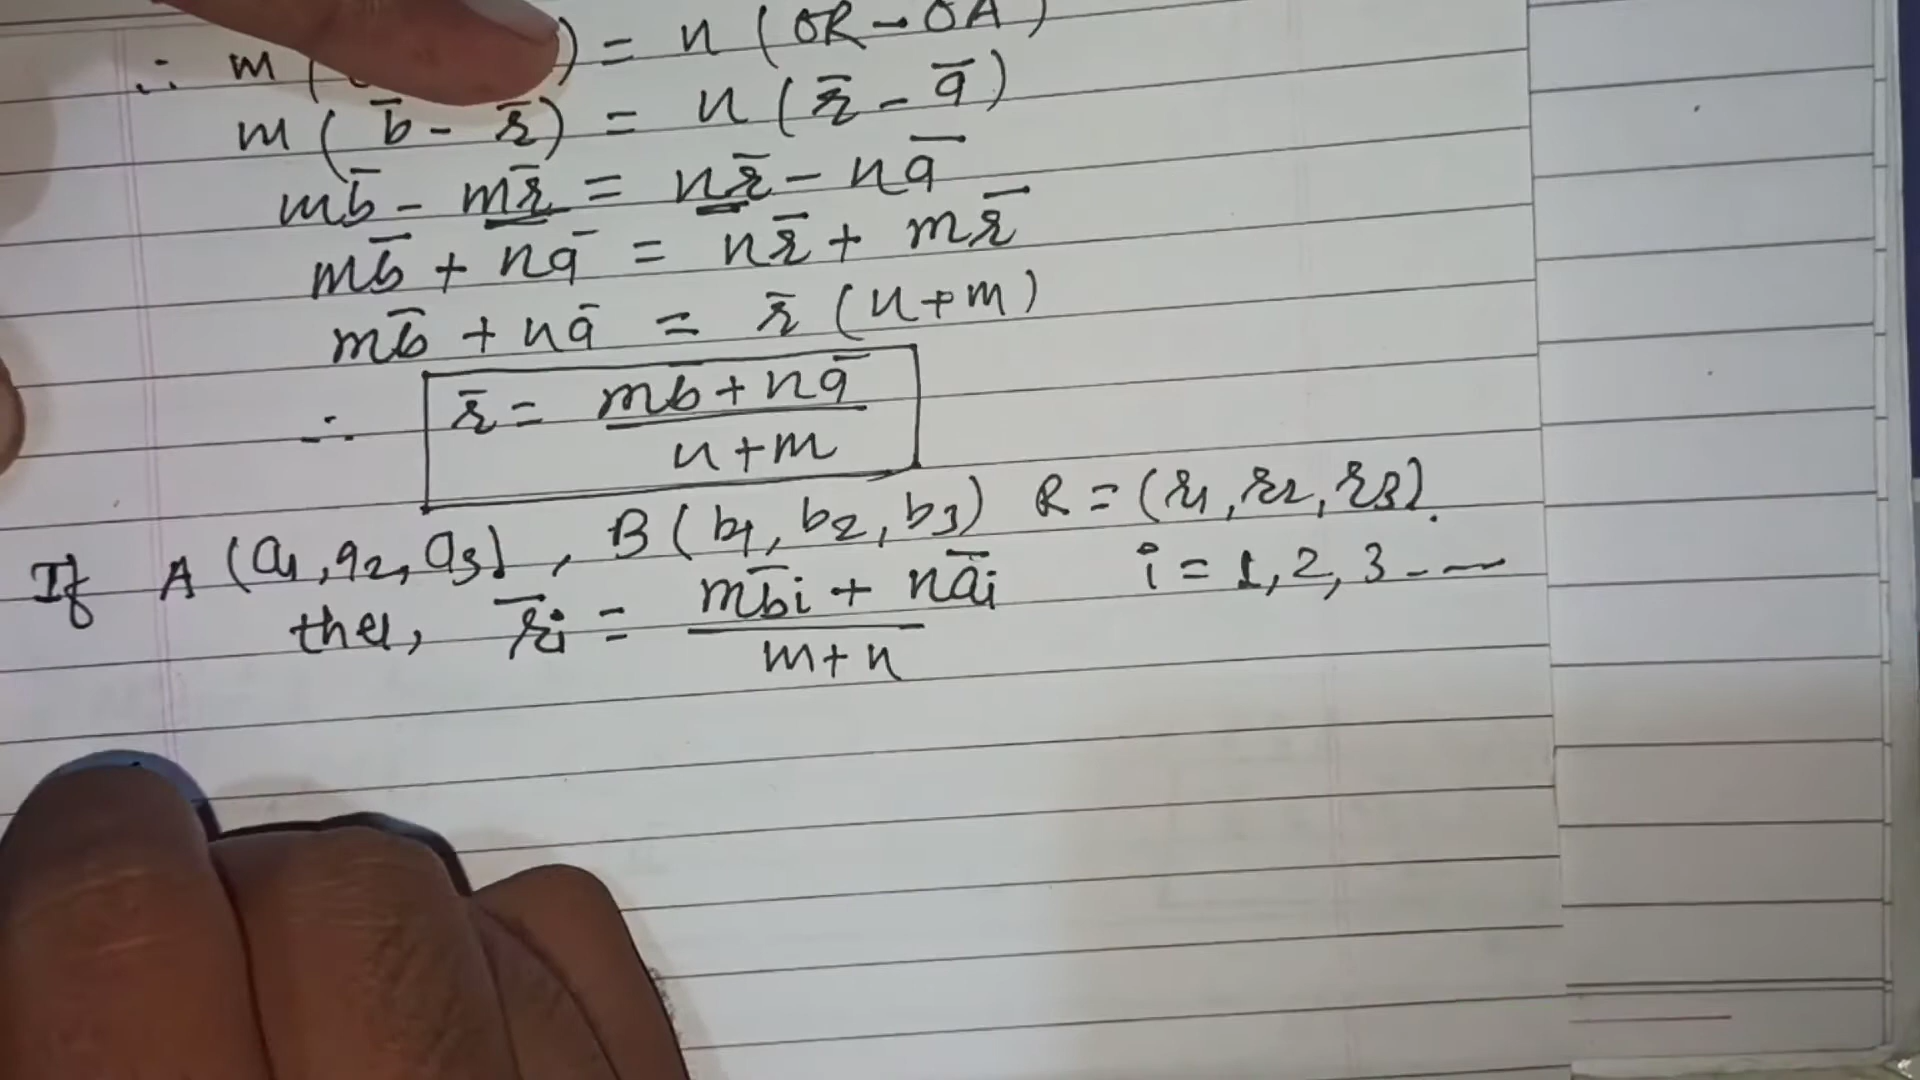 ∴ m ( ) = n (OR - OA)
m ( b̄ - r̄ ) = n ( r̄ - ā )
mb̄ - mr̄ = nr̄ - nā
mb̄ + nā = nr̄ + mr̄
mb̄ + nā = r̄ (n+m)
∴ r̄ = mb̄ + nā / n+m
If A (a1, a2, a3), B (b1, b2, b3) R = (r1, r2, r3).
then, r̄i = mb̄i + nāi / m+n i = 1, 2, 3 ----